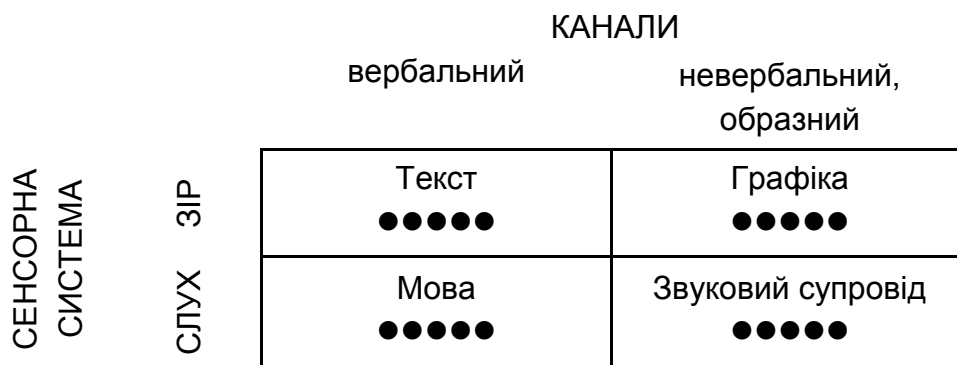 КАНАЛИ
вербальний
невербальний,
образний
СЕНСОРНА
СИСТЕМА
ЗІР
Текст
●●●●●
Графіка
●●●●●
СЛУХ
Мова
●●●●●
Звуковий супровід
●●●●●